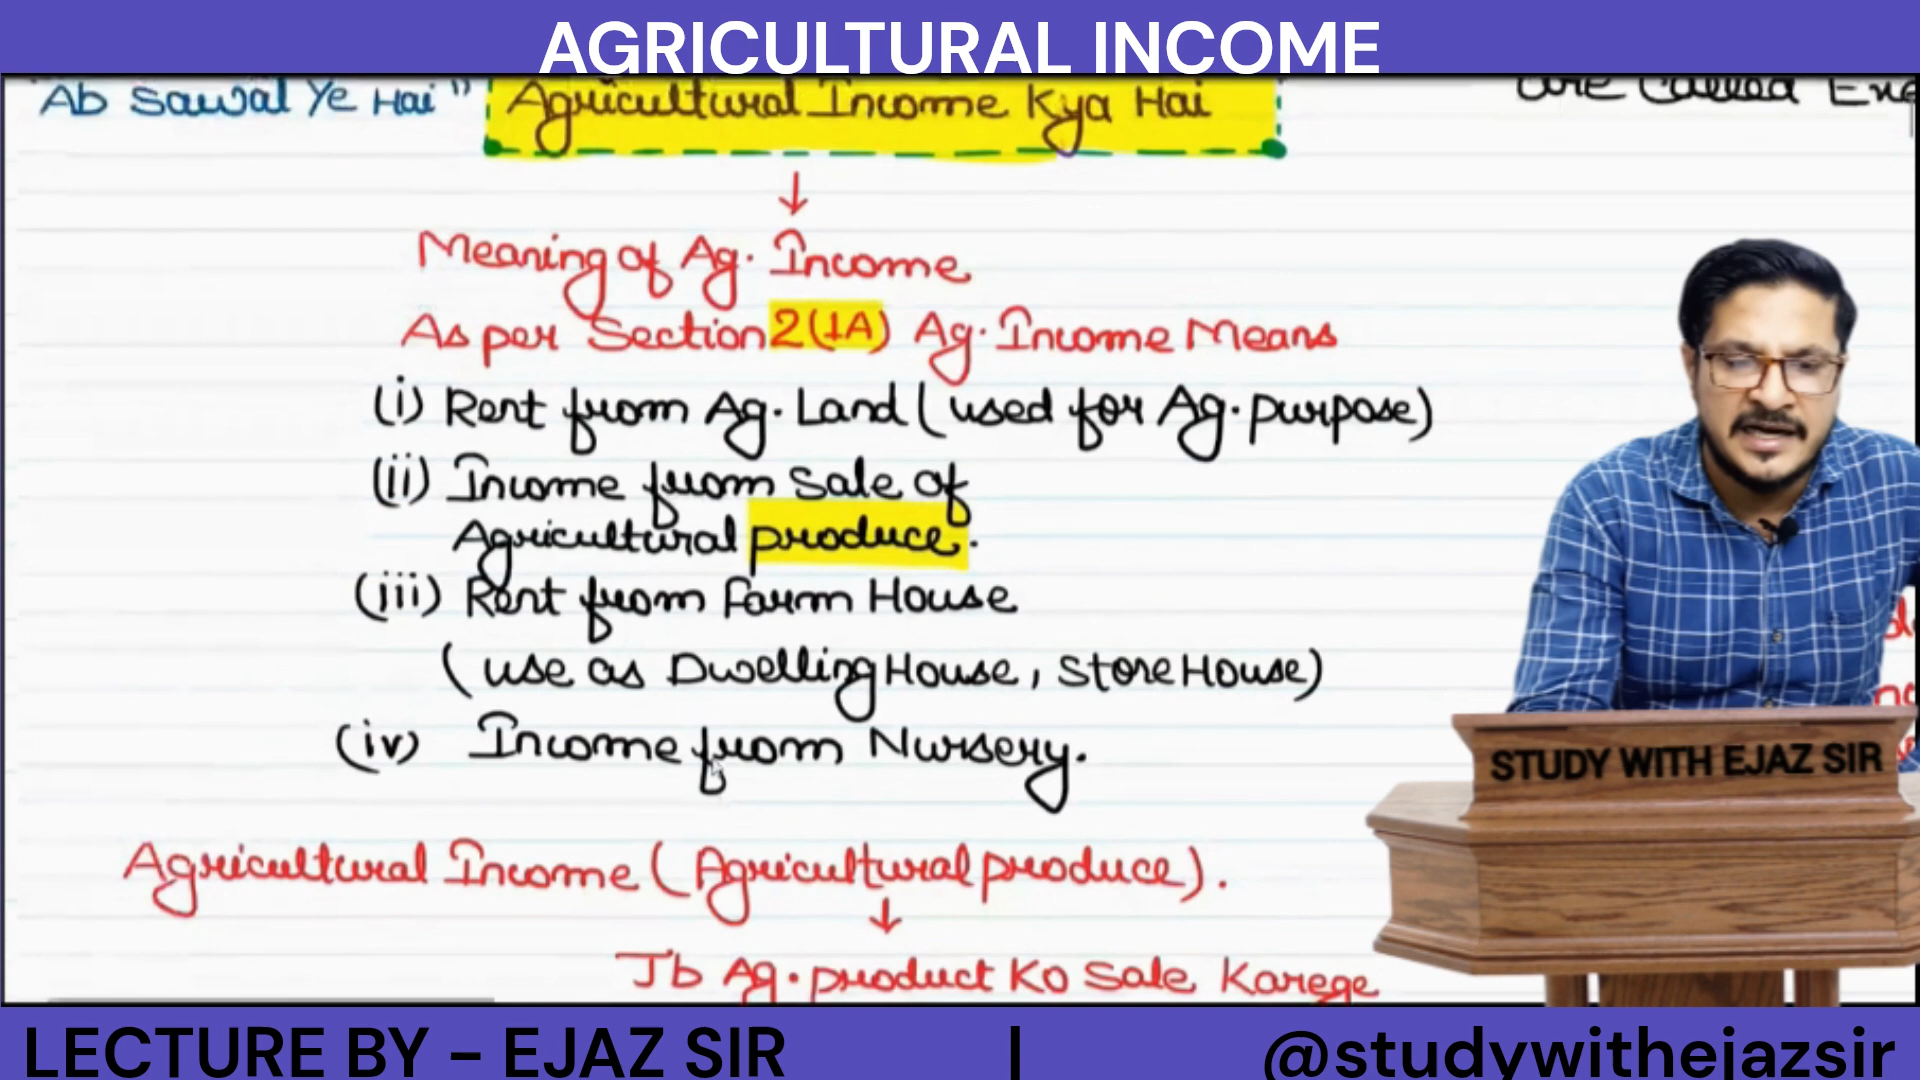 AGRICULTURAL INCOME
"Ab Sawal Ye Hai" Agricultural Income Kya Hai
are Called
Meaning of Ag. Income
As per Section 2(1A) Ag. Income Means
(i) Rent from Ag. Land (used for Ag. purpose)
(ii) Income from Sale of
Agricultural produce.
(iii) Rent from Farm House
(use as Dwelling House, Store House)
(iv) Income from Nursery.
STUDY WITH EJAZ SIR
Agricultural Income (Agricultural produce).
Jb Ag. product Ko Sale Karege
LECTURE BY - EJAZ SIR | @studywithejazsir